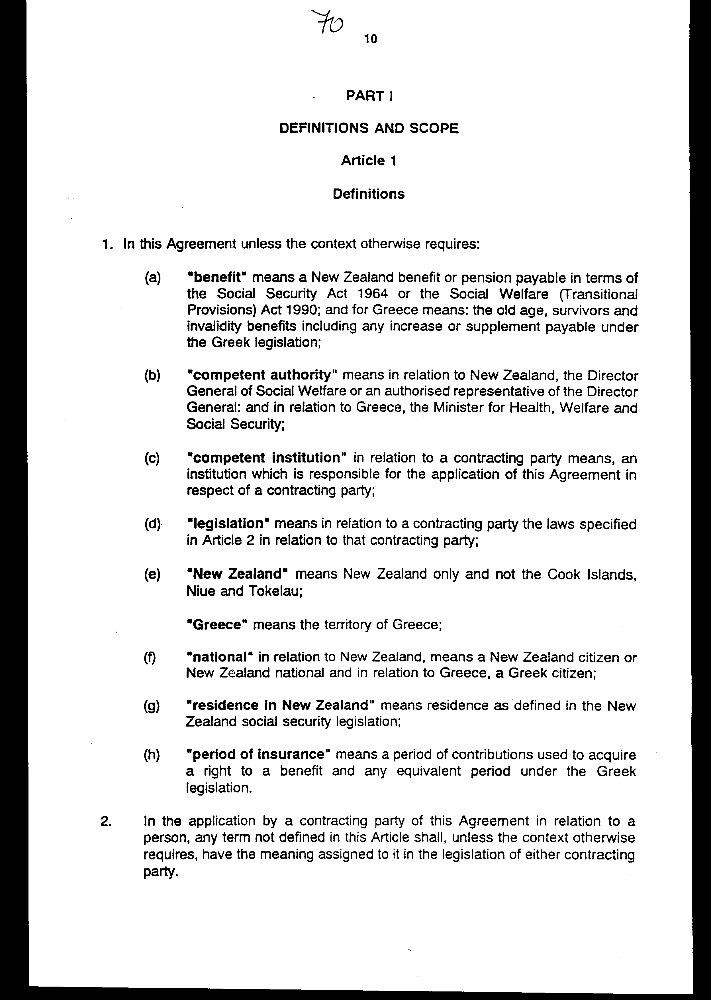 70
10
PART I
DEFINITIONS AND SCOPE
Article 1
Definitions
1. In this Agreement unless the context otherwise requires:
(a) "benefit" means a New Zealand benefit or pension payable in terms of
the Social Security Act 1964 or the Social Welfare (Transitional
Provisions) Act 1990; and for Greece means: the old age, survivors and
invalidity benefits including any increase or supplement payable under
the Greek legislation;
(b) "competent authority" means in relation to New Zealand, the Director
General of Social Welfare or an authorised representative of the Director
General: and in relation to Greece, the Minister for Health, Welfare and
Social Security;
(c) "competent institution" in relation to a contracting party means, an
institution which is responsible for the application of this Agreement in
respect of a contracting party;
(d) "legislation" means in relation to a contracting party the laws specified
in Article 2 in relation to that contracting party;
(e) "New Zealand" means New Zealand only and not the Cook Islands,
Niue and Tokelau;
"Greece" means the territory of Greece;
(f) "national" in relation to New Zealand, means a New Zealand citizen or
New Zealand national and in relation to Greece, a Greek citizen;
(g) "residence in New Zealand" means residence as defined in the New
Zealand social security legislation;
(h) "period of insurance" means a period of contributions used to acquire
a right to a benefit and any equivalent period under the Greek
legislation.
2. In the application by a contracting party of this Agreement in relation to a
person, any term not defined in this Article shall, unless the context otherwise
requires, have the meaning assigned to it in the legislation of either contracting
party.